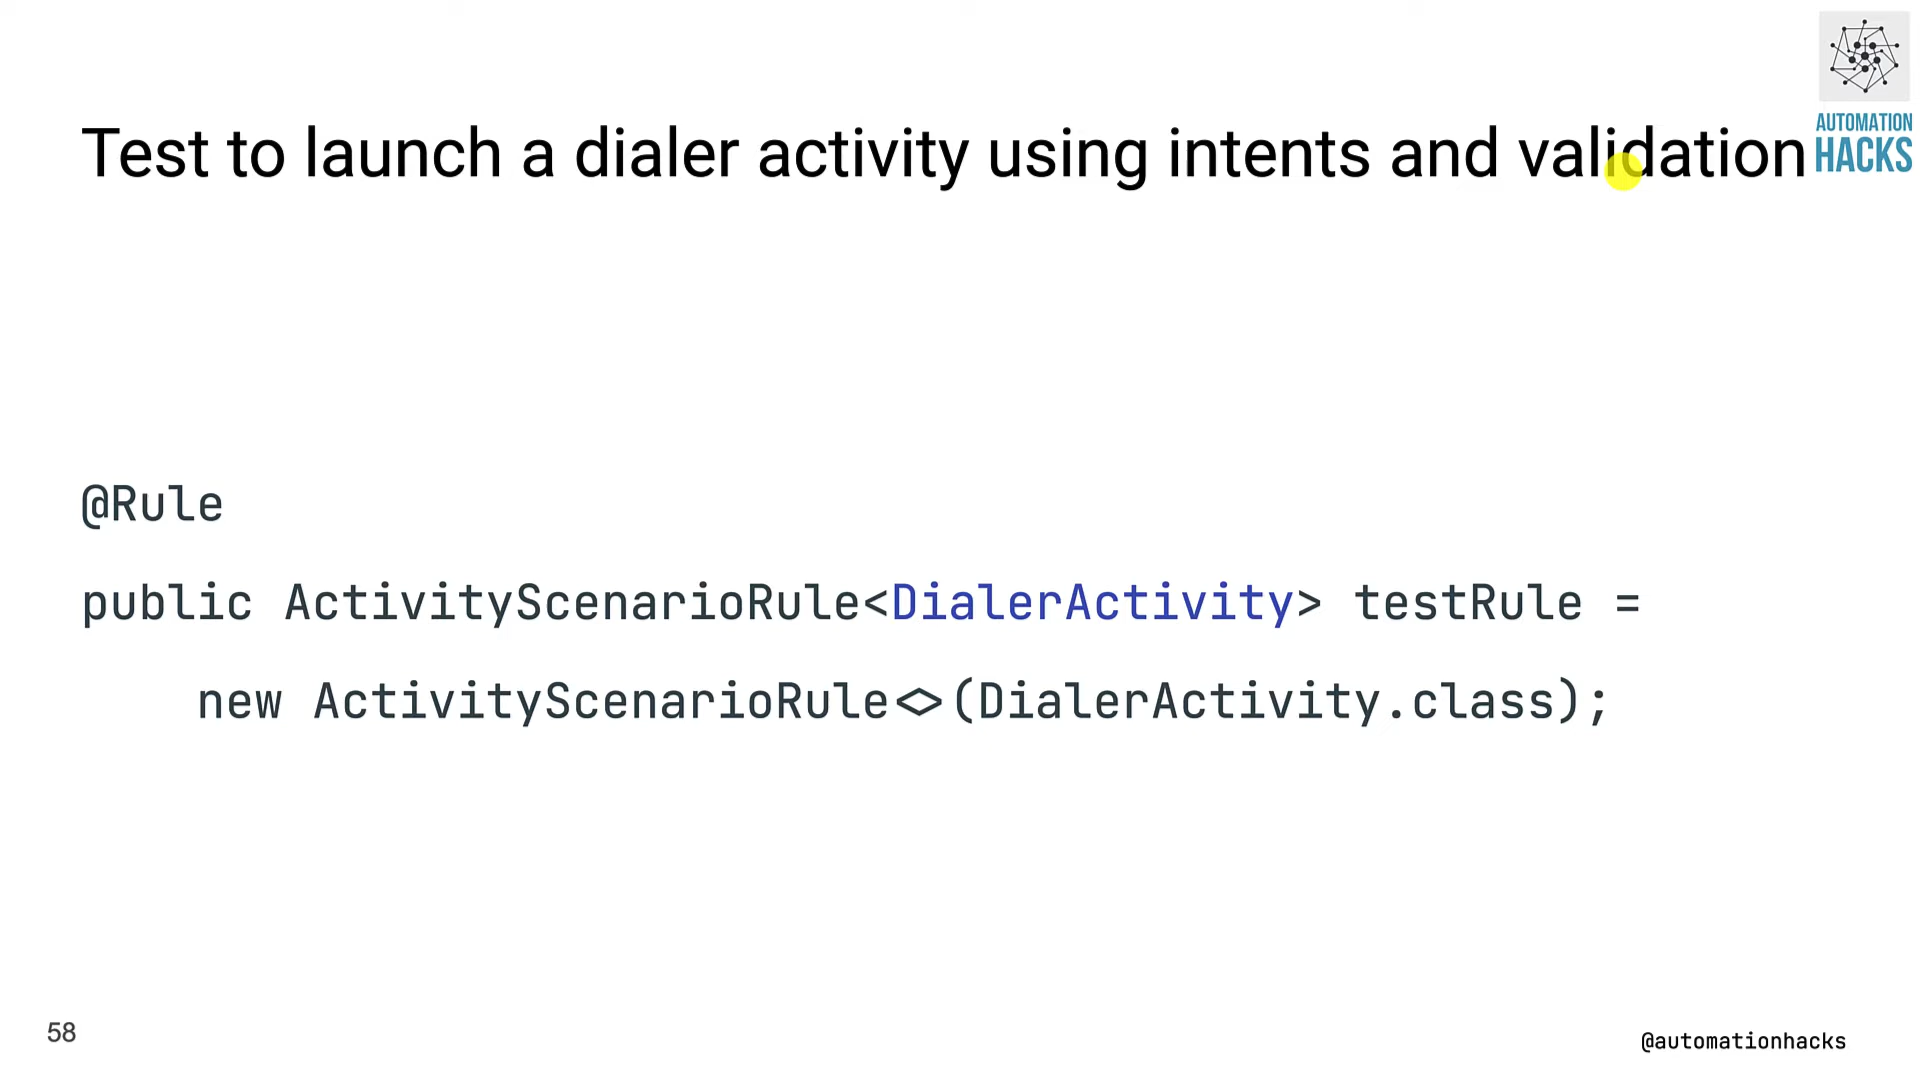 AUTOMATION
HACKS
Test to launch a dialer activity using intents and validation
@Rule
public ActivityScenarioRule<DialerActivity> testRule =
new ActivityScenarioRule<>(DialerActivity.class);
58
@automationhacks